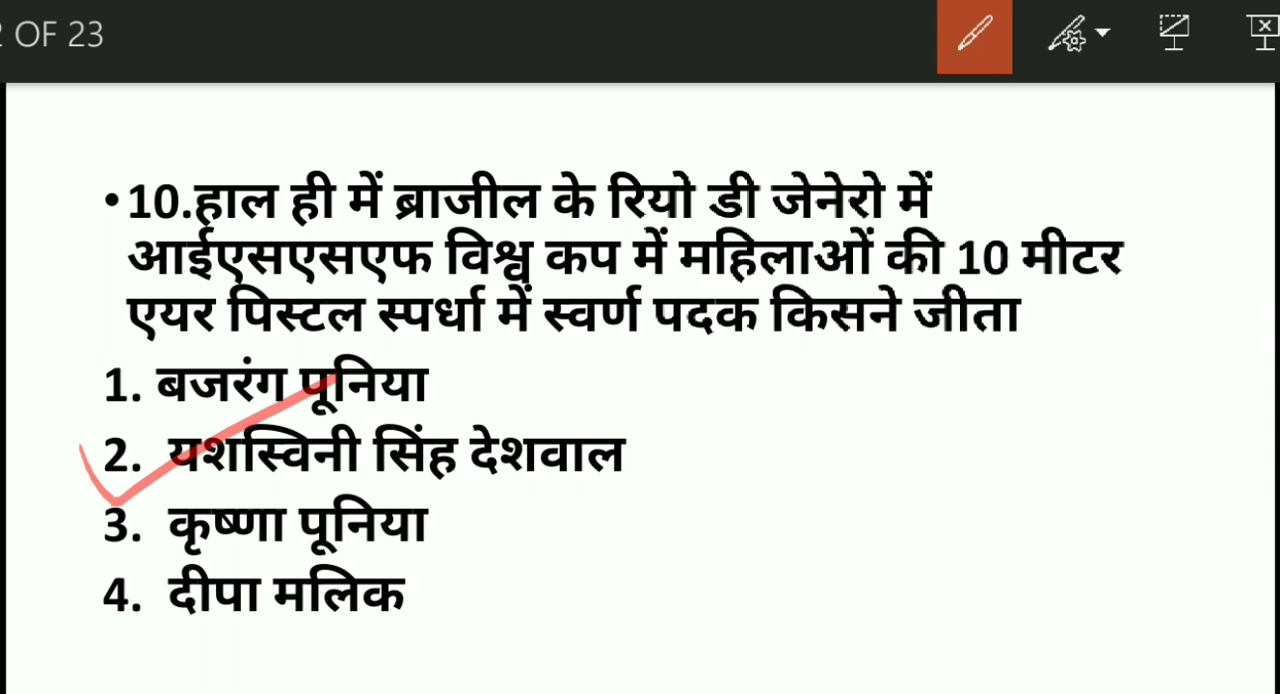 OF 23
•10.हाल ही में ब्राजील के रियो डी जेनेरो में
आईएसएसएफ विश्व कप में महिलाओं की 10 मीटर
एयर पिस्टल स्पर्धा में स्वर्ण पदक किसने जीता
1. बजरंग पूनिया
2. यशस्विनी सिंह देशवाल
3. कृष्णा पूनिया
4. दीपा मलिक